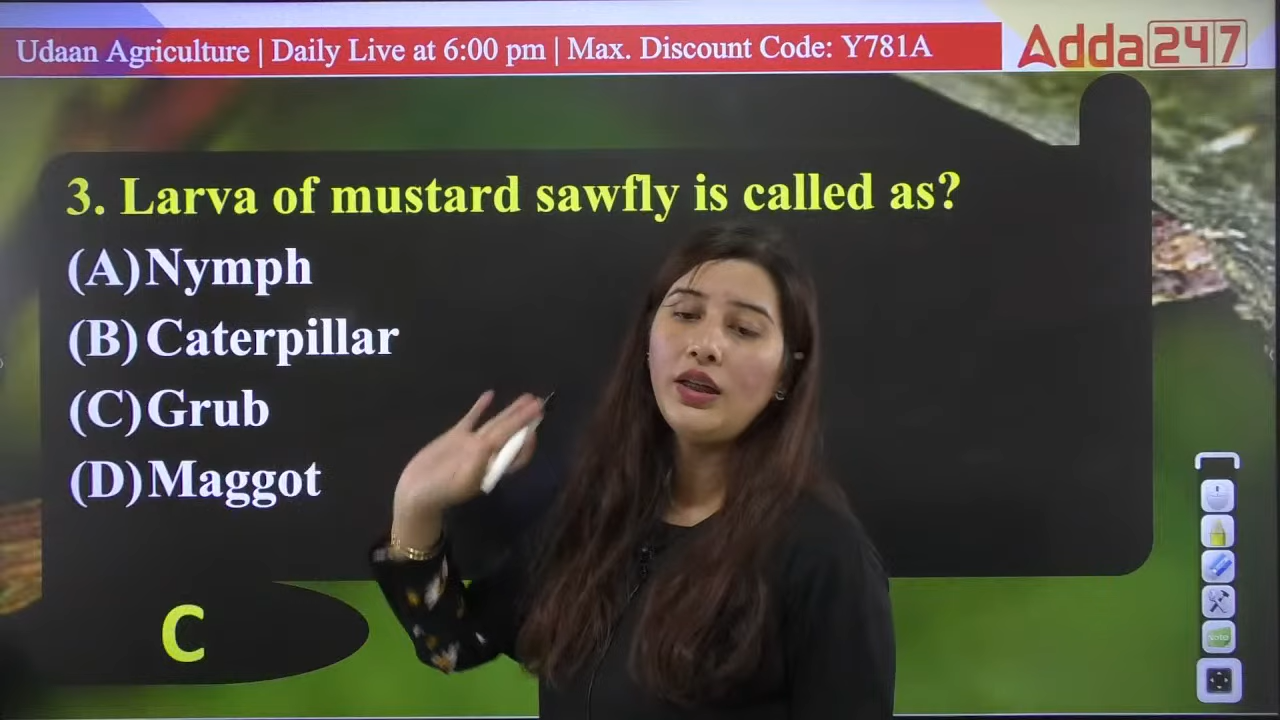 Udaan Agriculture | Daily Live at 6:00 pm | Max. Discount Code: Y781A
Adda247
3. Larva of mustard sawfly is called as?
(A) Nymph
(B) Caterpillar
(C) Grub
(D) Maggot
C